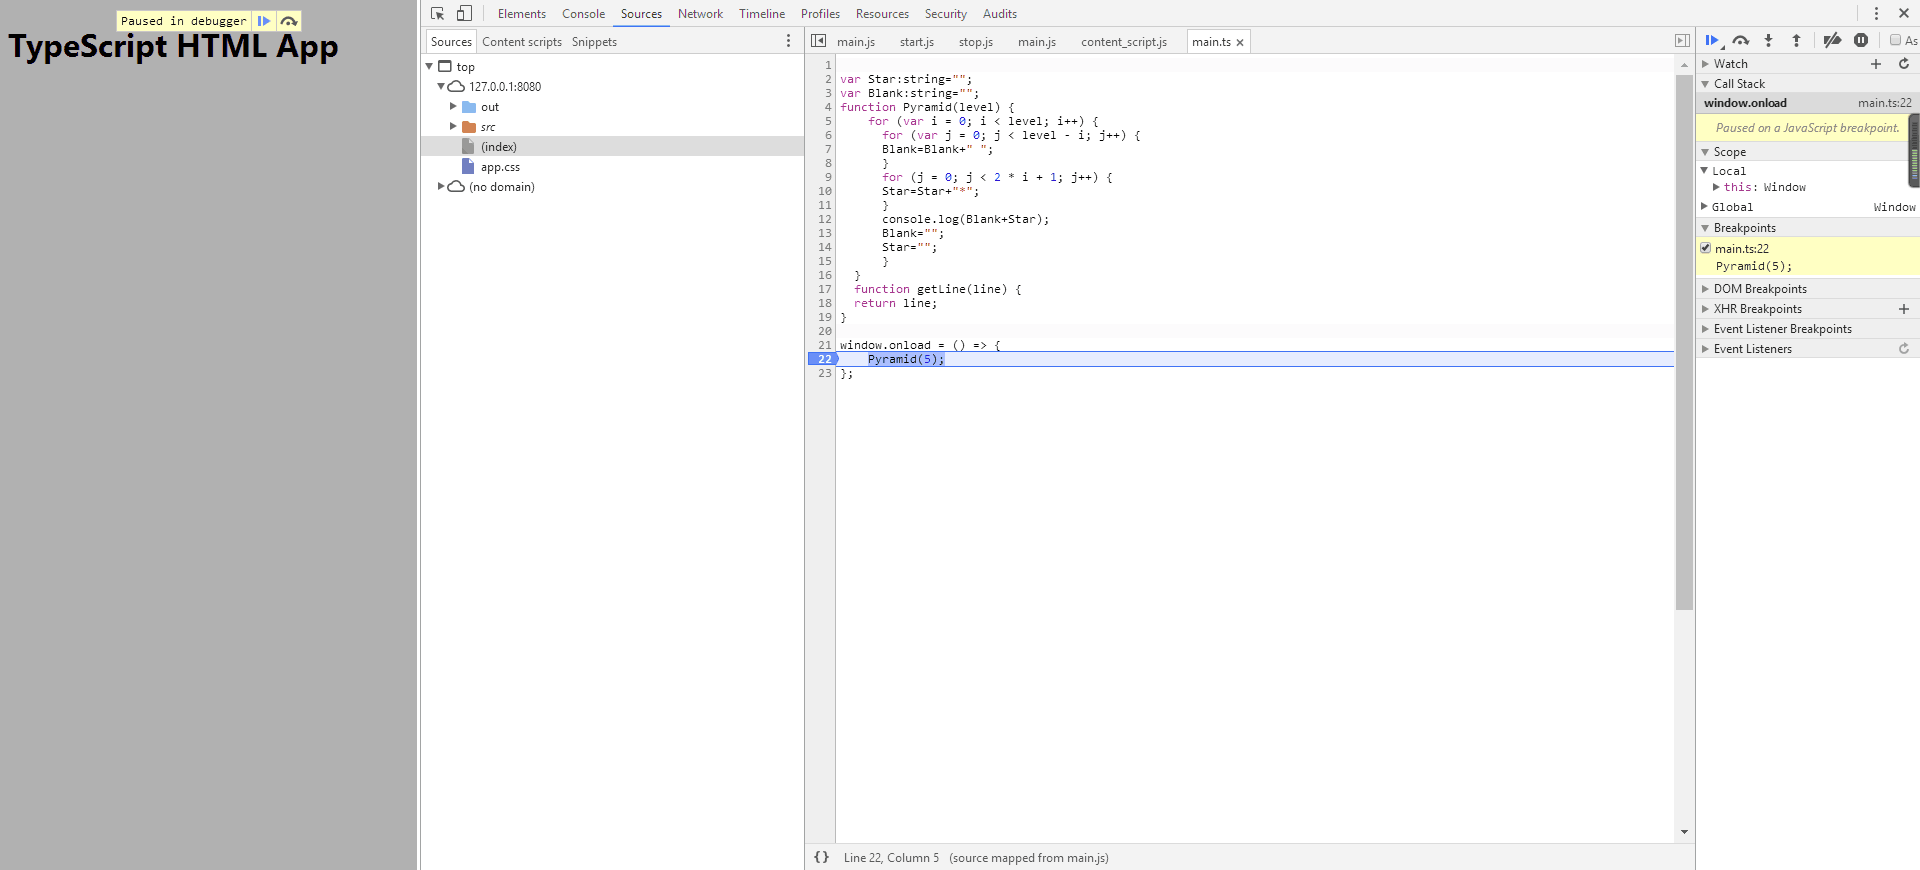 Paused in debugger
TypeScript HTML App
Elements Console Sources Network Timeline Profiles Resources Security Audits
Sources Content scripts Snippets
top
127.0.0.1:8080
out
src
(index)
app.css
(no domain)
main.js start.js stop.js main.js content_script.js main.ts
1
2 var Star:string="";
3 var Blank:string="";
4 function Pyramid(level) {
5 for (var i = 0; i < level; i++) {
6 for (var j = 0; j < level - i; j++) {
7 Blank=Blank+" ";
8 }
9 for (j = 0; j < 2 * i + 1; j++) {
10 Star=Star+"*";
11 }
12 console.log(Blank+Star);
13 Blank="";
14 Star="";
15 }
16 }
17 function getLine(line) {
18 return line;
19 }
20
21 window.onload = () => {
22 Pyramid(5);
23 };
{} Line 22, Column 5 (source mapped from main.js)
As
Watch
Call Stack
window.onload main.ts:22
Paused on a JavaScript breakpoint.
Scope
Local
this: Window
Global Window
Breakpoints
main.ts:22
Pyramid(5);
DOM Breakpoints
XHR Breakpoints
Event Listener Breakpoints
Event Listeners